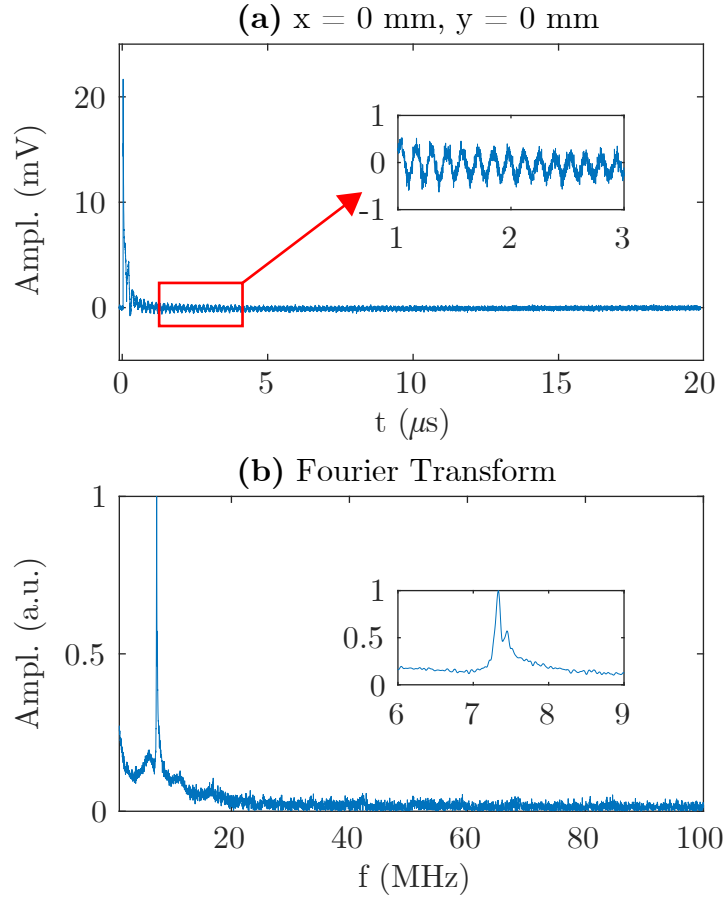 (a) x = 0 mm, y = 0 mm
Ampl. (mV)
20
10
0
1
0
-1
1 2 3
0 5 10 15 20
t (μs)
(b) Fourier Transform
Ampl. (a.u.)
1
0.5
0
1
0.5
0
6 7 8 9
20 40 60 80 100
f (MHz)